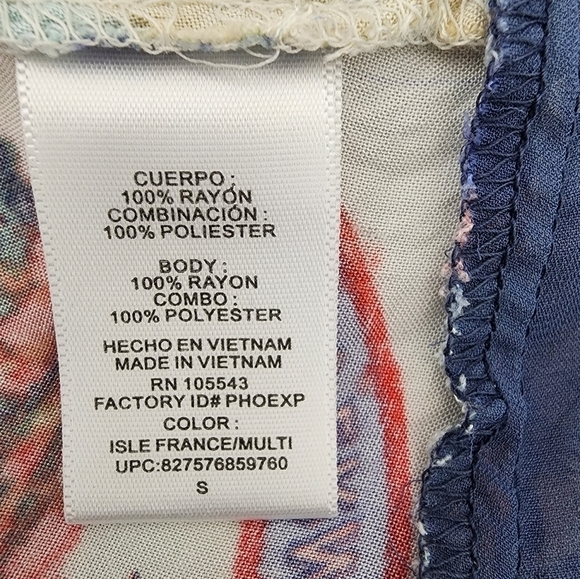 CUERPO :
100% RAYÓN
COMBINACIÓN :
100% POLIESTER
BODY :
100% RAYON
COMBO :
100% POLYESTER
HECHO EN VIETNAM
MADE IN VIETNAM
RN 105543
FACTORY ID# PHOEXP
COLOR :
ISLE FRANCE/MULTI
UPC:827576859760
S